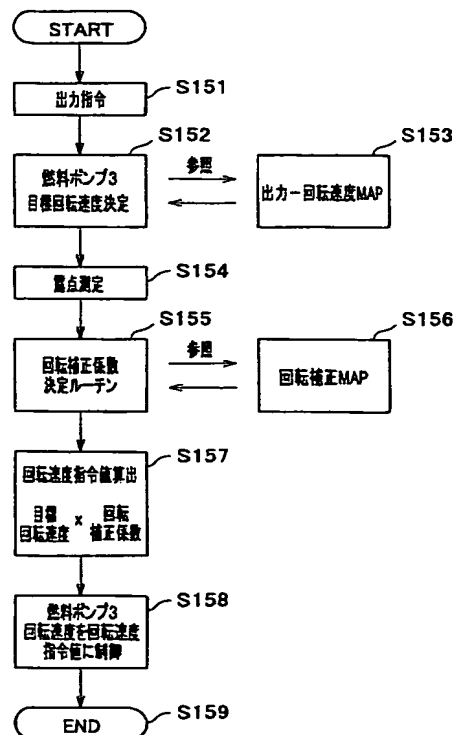 START
S151
出力指令
S152
S153
燃料ポンプ3
目標回転速度決定
参照
出力ー回転速度MAP
S154
露点測定
S155
S156
回転補正係数
決定ルーテン
参照
回転補正MAP
S157
回転速度指令値算出
目標
回転速度
×
回転
補正係数
S158
燃料ポンプ3
回転速度を回転速度
指令値に制御
END
S159